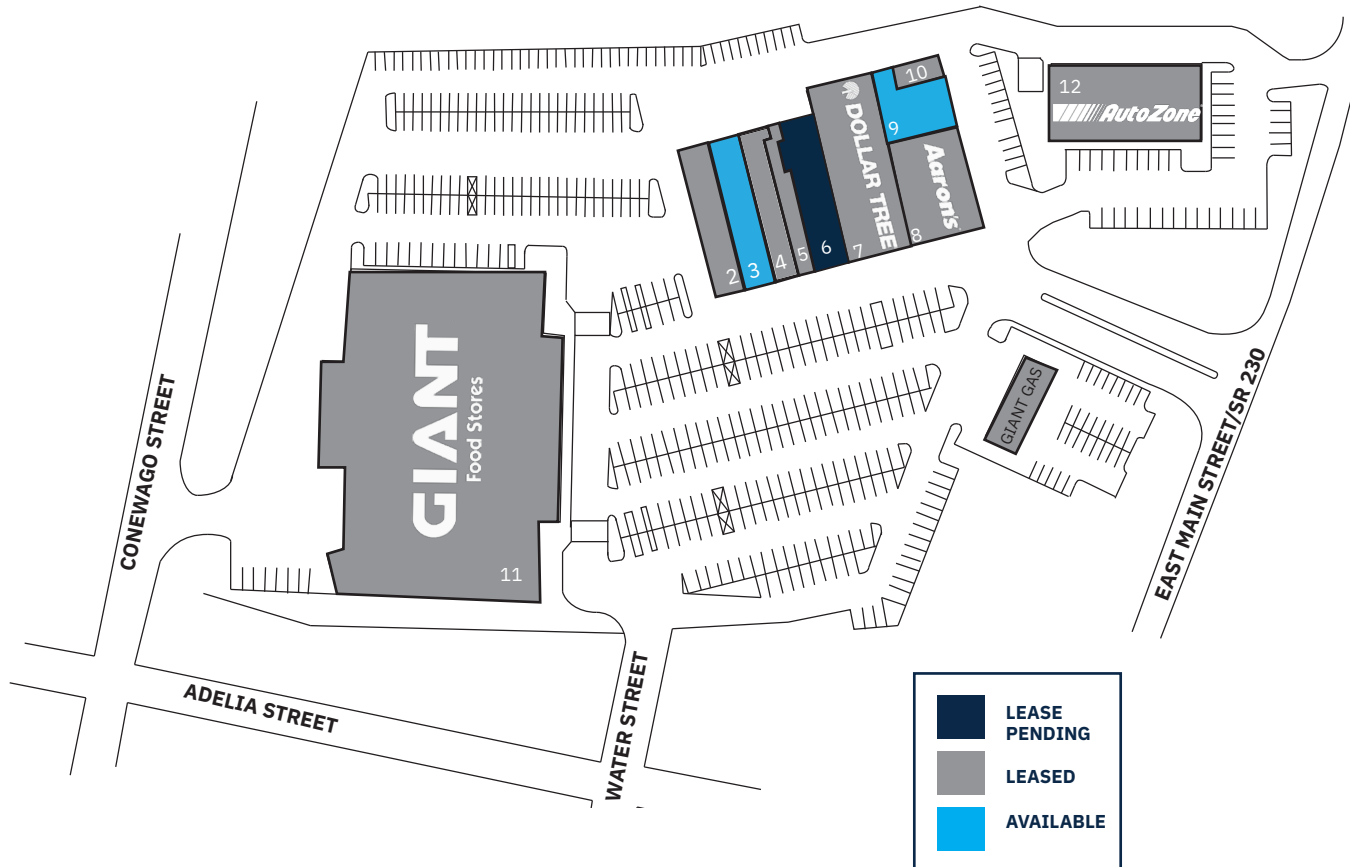 10
12
AutoZone
DOLLAR TREE
9
Aaron's
2
3
4
5
6
7
8
GIANT
Food Stores
11
GIANT GAS
CONEWAGO STREET
EAST MAIN STREET/SR 230
ADELIA STREET
WATER STREET
LEASE
PENDING
LEASED
AVAILABLE